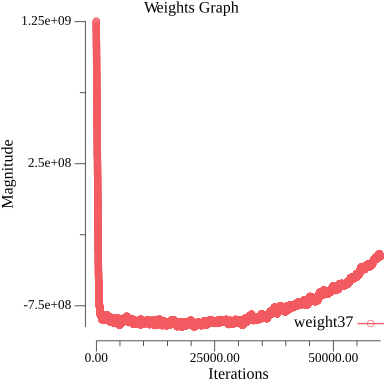 Weights Graph
1.25e+09
2.5e+08
-7.5e+08
Magnitude
weight37
0.00 25000.00 50000.00
Iterations